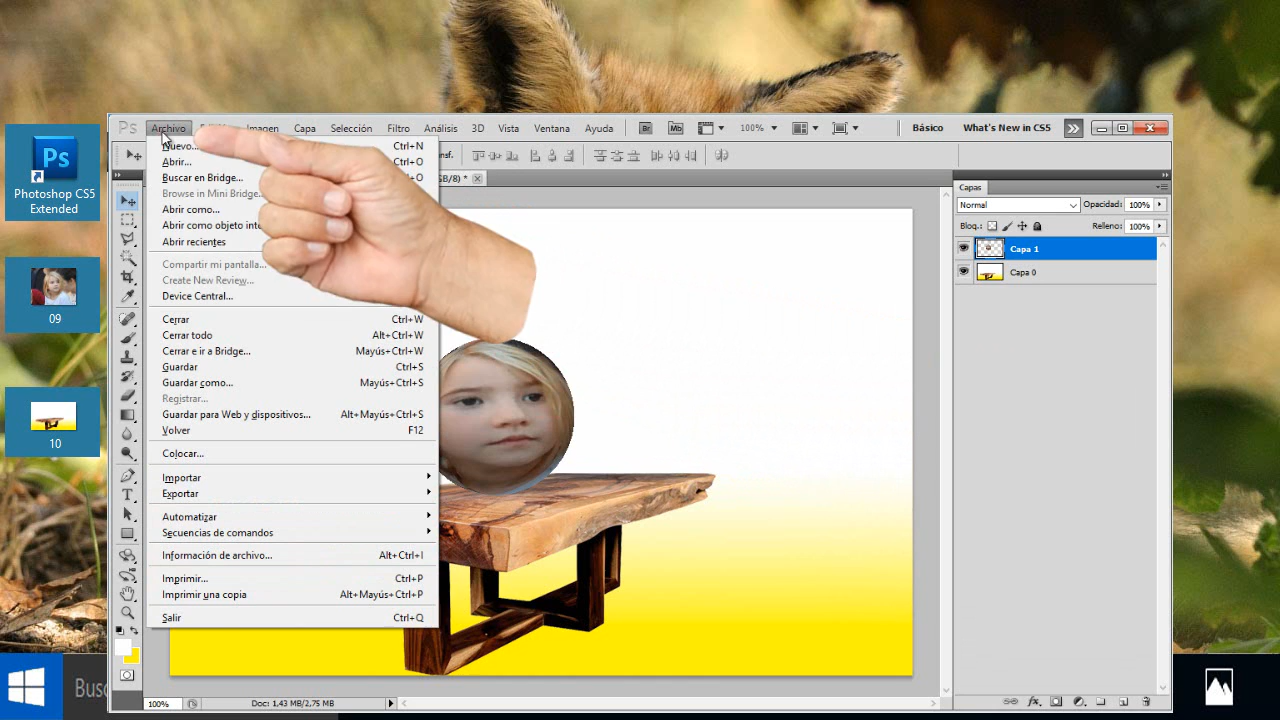 Ps Archivo Imagen Capa Selección Filtro Análisis 3D Vista Ventana Ayuda Br Mb 100% Básico What's New in CS5
Nuevo... Ctrl+N
Abrir... Ctrl+O
Buscar en Bridge...
Browse in Mini Bridge...
Abrir como...
Abrir como objeto
Abrir recientes
Compartir mi pantalla...
Create New Review...
Device Central...
Cerrar Ctrl+W
Cerrar todo Alt+Ctrl+W
Cerrar e ir a Bridge... Mayús+Ctrl+W
Guardar Ctrl+S
Guardar como... Mayús+Ctrl+S
Registrar...
Guardar para Web y dispositivos... Alt+Mayús+Ctrl+S
Volver F12
Colocar...
Importar
Exportar
Automatizar
Secuencias de comandos
Información de archivo... Alt+Ctrl+I
Imprimir... Ctrl+P
Imprimir una copia Alt+Mayús+Ctrl+P
Salir Ctrl+Q
Ps
Photoshop CS5
Extended
09
10
Capas
Normal Opacidad: 100%
Bloq.: Relleno: 100%
Capa 1
Capa 0
100% Doc: 1,43 MB/2,75 MB